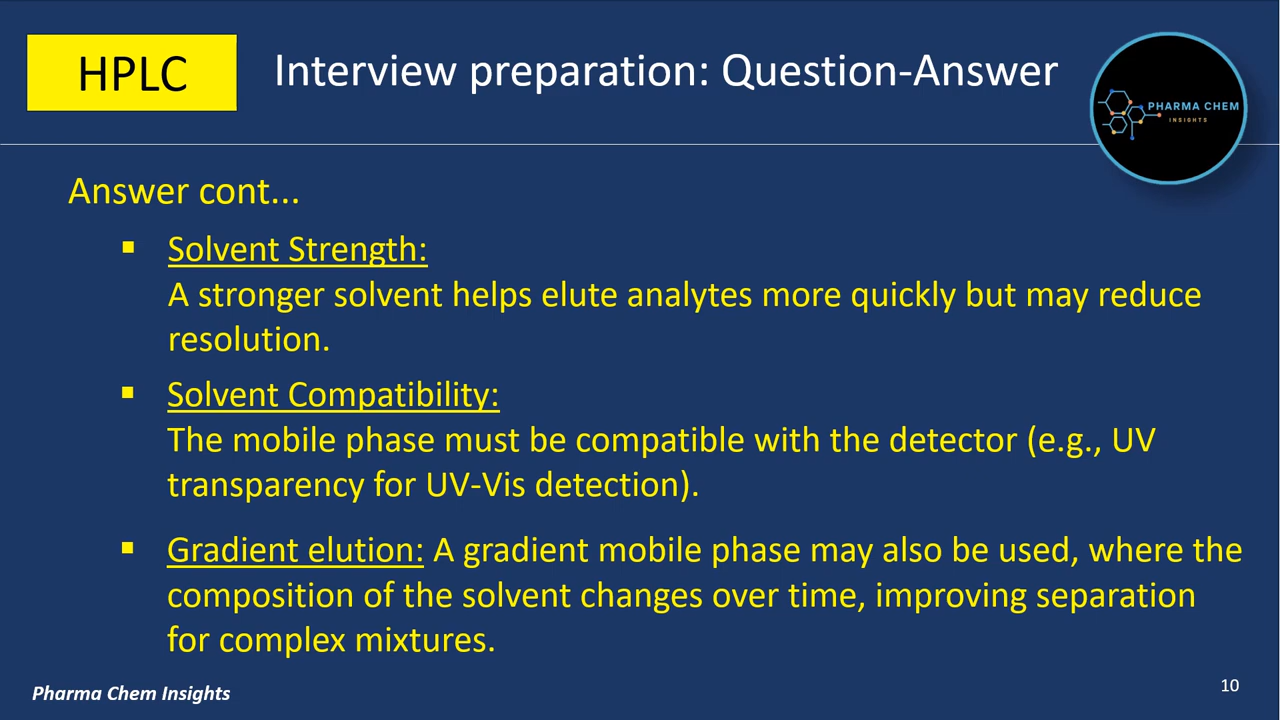 HPLC
Interview preparation: Question-Answer
PHARMA CHEM
INSIGHTS
Answer cont...
▪ Solvent Strength:
A stronger solvent helps elute analytes more quickly but may reduce
resolution.
▪ Solvent Compatibility:
The mobile phase must be compatible with the detector (e.g., UV
transparency for UV-Vis detection).
▪ Gradient elution: A gradient mobile phase may also be used, where the
composition of the solvent changes over time, improving separation
for complex mixtures.
Pharma Chem Insights
10